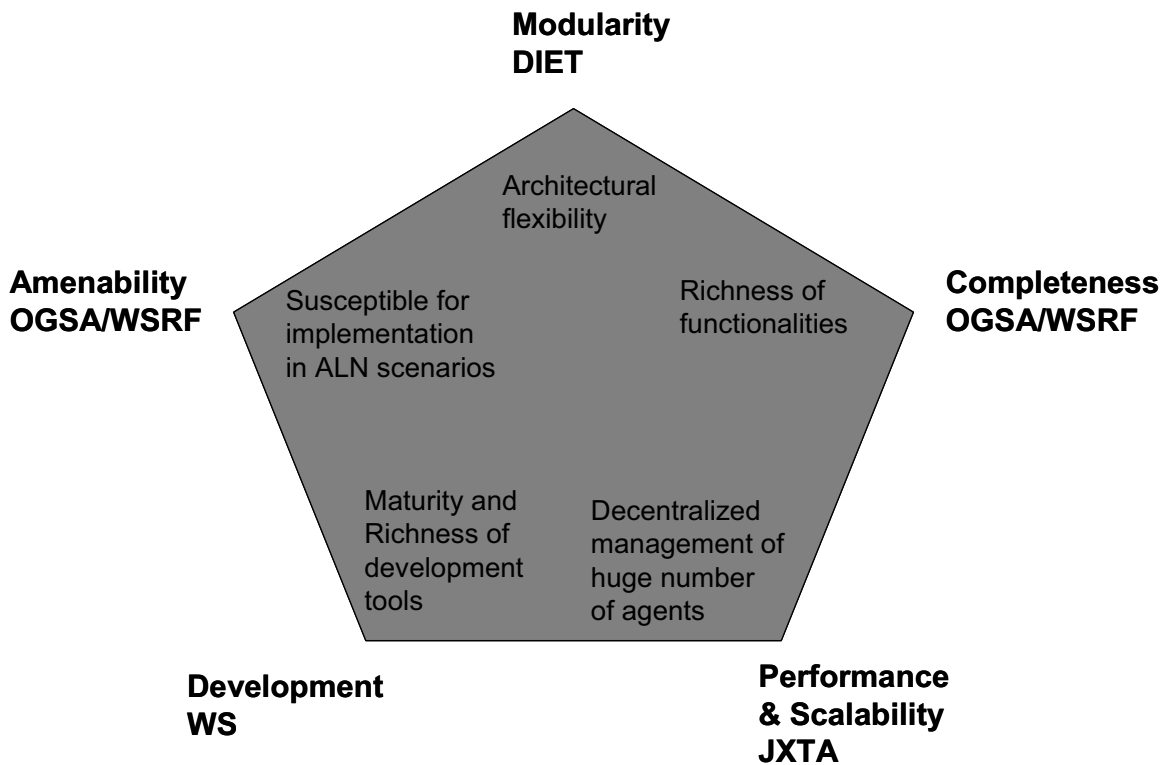 Modularity
DIET
Architectural
flexibility
Amenability
OGSA/WSRF
Susceptible for
implementation
in ALN scenarios
Richness of
functionalities
Completeness
OGSA/WSRF
Maturity and
Richness of
development
tools
Decentralized
management of
huge number
of agents
Development
WS
Performance
& Scalability
JXTA